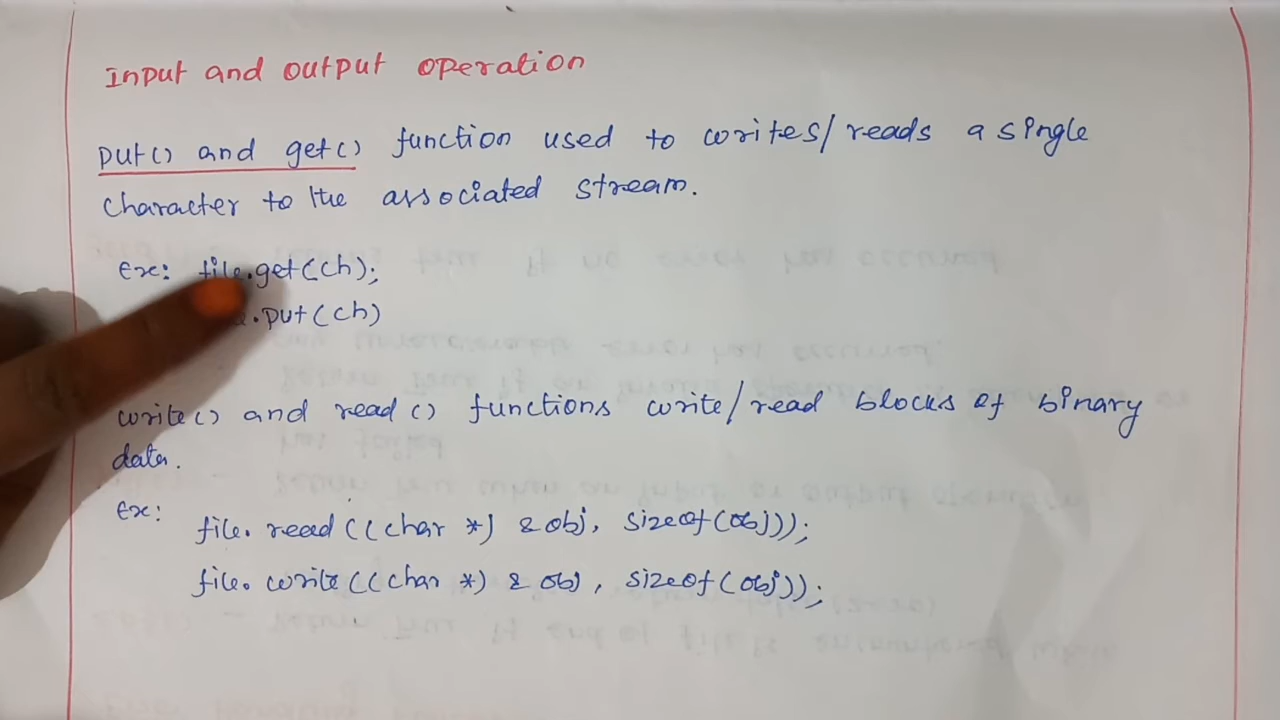 Input and output operation
put() and get() function used to writes/reads a single
character to the associated stream.
Ex: file.get(ch);
.put(ch)
write() and read() functions write/read blocks of binary
data.
Ex:
file. read ((char *) & obj, sizeof(obj));
file. write((char *) & obj, sizeof(obj));